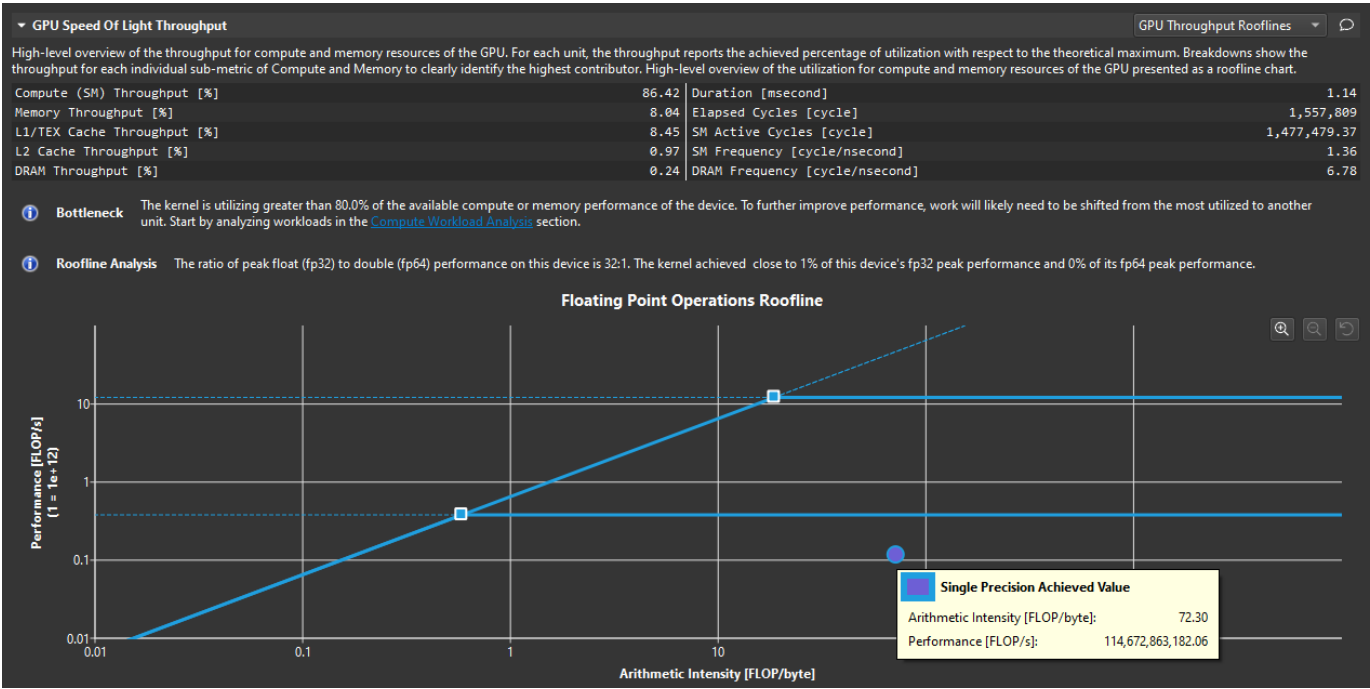 GPU Speed Of Light Throughput
GPU Throughput Rooflines
High-level overview of the throughput for compute and memory resources of the GPU. For each unit, the throughput reports the achieved percentage of utilization with respect to the theoretical maximum. Breakdowns show the
throughput for each individual sub-metric of Compute and Memory to clearly identify the highest contributor. High-level overview of the utilization for compute and memory resources of the GPU presented as a roofline chart.
Compute (SM) Throughput [%] 86.42 Duration [msecond] 1.14
Memory Throughput [%] 8.04 Elapsed Cycles [cycle] 1,557,809
L1/TEX Cache Throughput [%] 8.45 SM Active Cycles [cycle] 1,477,479.37
L2 Cache Throughput [%] 0.97 SM Frequency [cycle/nsecond] 1.36
DRAM Throughput [%] 0.24 DRAM Frequency [cycle/nsecond] 6.78
Bottleneck The kernel is utilizing greater than 80.0% of the available compute or memory performance of the device. To further improve performance, work will likely need to be shifted from the most utilized to another
unit. Start by analyzing workloads in the Compute Workload Analysis section.
Roofline Analysis The ratio of peak float (fp32) to double (fp64) performance on this device is 32:1. The kernel achieved close to 1% of this device's fp32 peak performance and 0% of its fp64 peak performance.
Floating Point Operations Roofline
Performance [FLOP/s]
(1 = 1e+12)
10
1
0.1
0.01
Single Precision Achieved Value
Arithmetic Intensity [FLOP/byte]: 72.30
Performance [FLOP/s]: 114,672,863,182.06
0.01 0.1 1 10
Arithmetic Intensity [FLOP/byte]